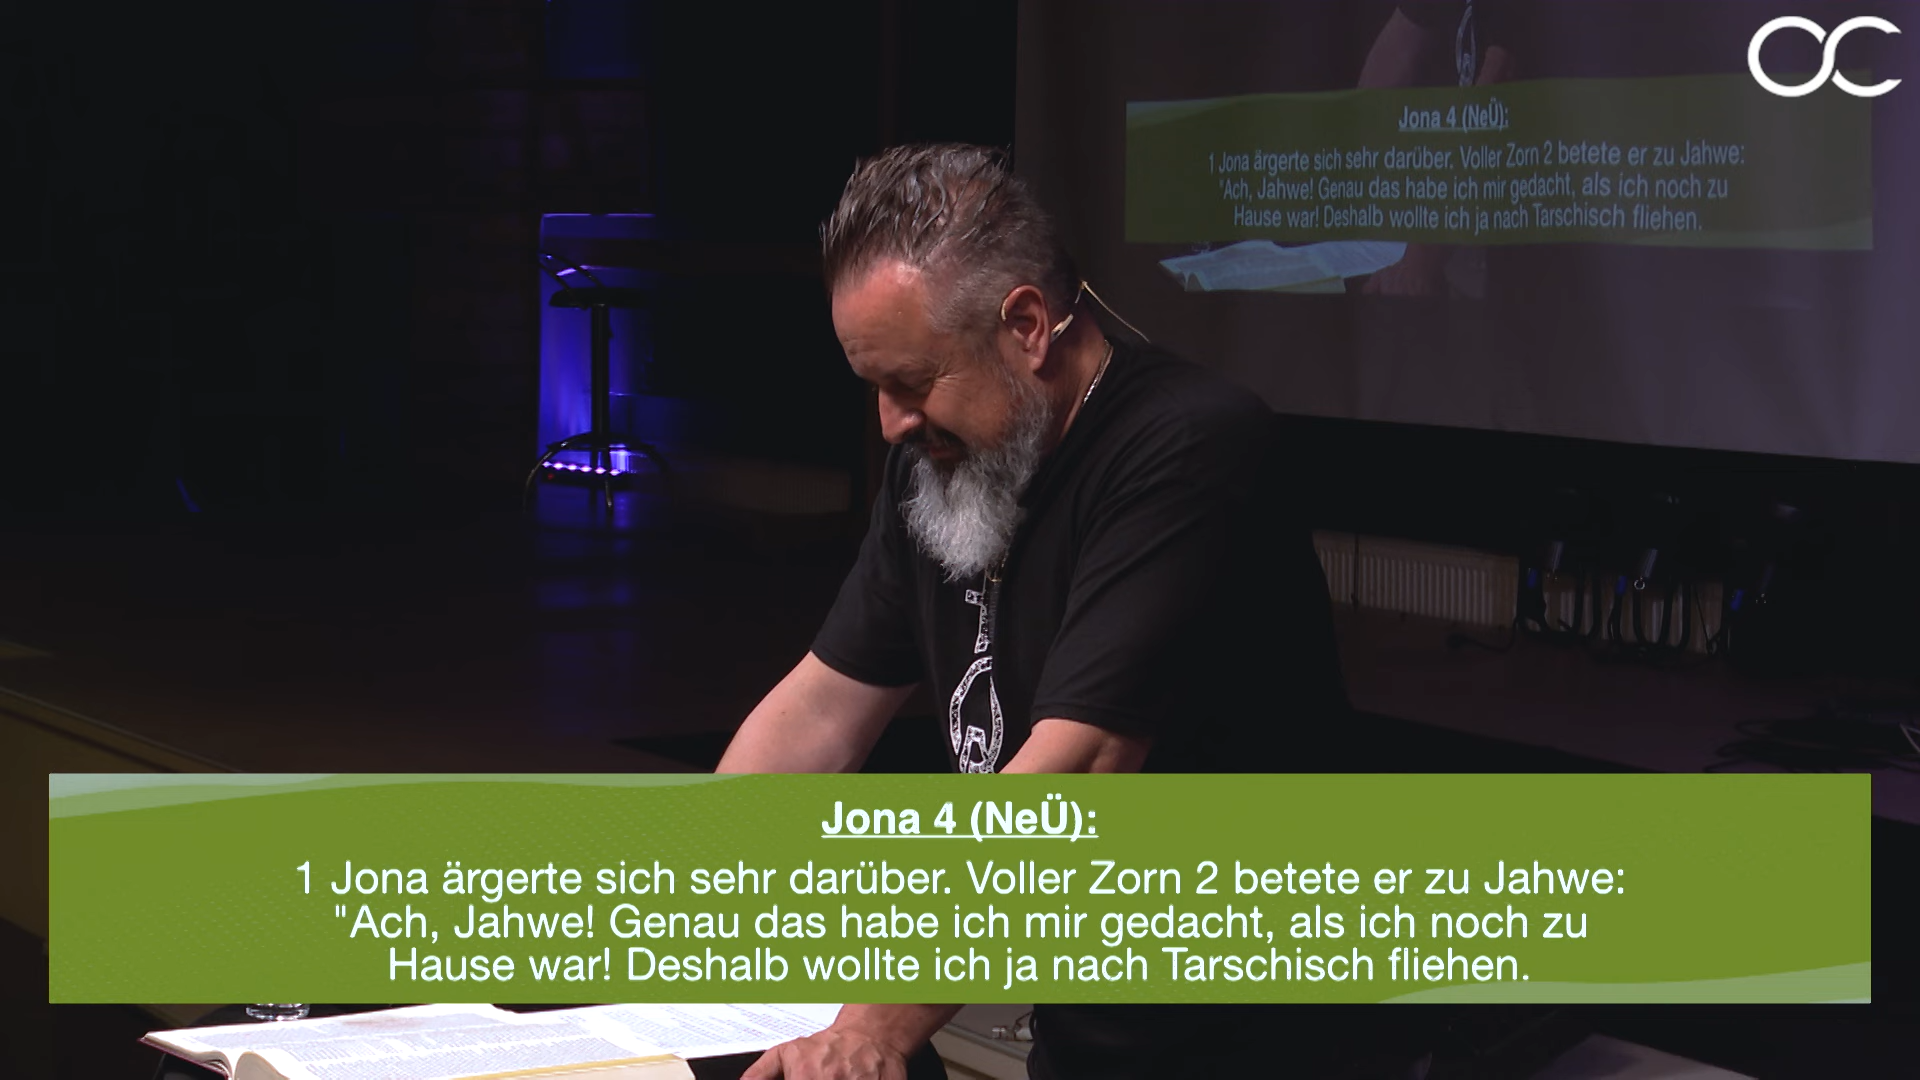 OC
Jona 4 (NeÜ):
1 Jona ärgerte sich sehr darüber. Voller Zorn 2 betete er zu Jahwe:
"Ach, Jahwe! Genau das habe ich mir gedacht, als ich noch zu
Hause war! Deshalb wollte ich ja nach Tarschisch fliehen.
Jona 4 (NeÜ):
1 Jona ärgerte sich sehr darüber. Voller Zorn 2 betete er zu Jahwe:
"Ach, Jahwe! Genau das habe ich mir gedacht, als ich noch zu
Hause war! Deshalb wollte ich ja nach Tarschisch fliehen.